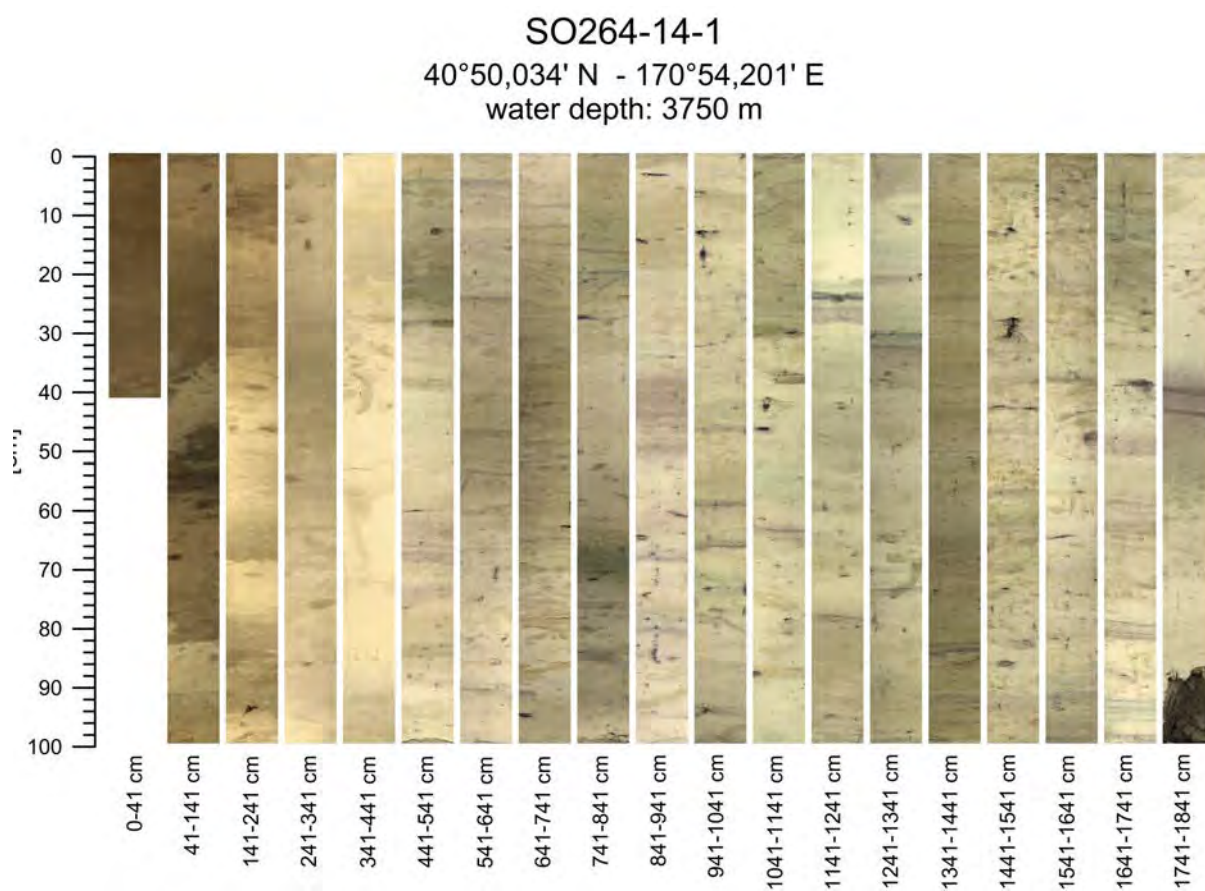 SO264-14-1
40°50,034' N - 170°54,201' E
water depth: 3750 m
0
10
20
30
40
50
60
70
80
90
100
0-41 cm
41-141 cm
141-241 cm
241-341 cm
341-441 cm
441-541 cm
541-641 cm
641-741 cm
741-841 cm
841-941 cm
941-1041 cm
1041-1141 cm
1141-1241 cm
1241-1341 cm
1341-1441 cm
1441-1541 cm
1541-1641 cm
1641-1741 cm
1741-1841 cm